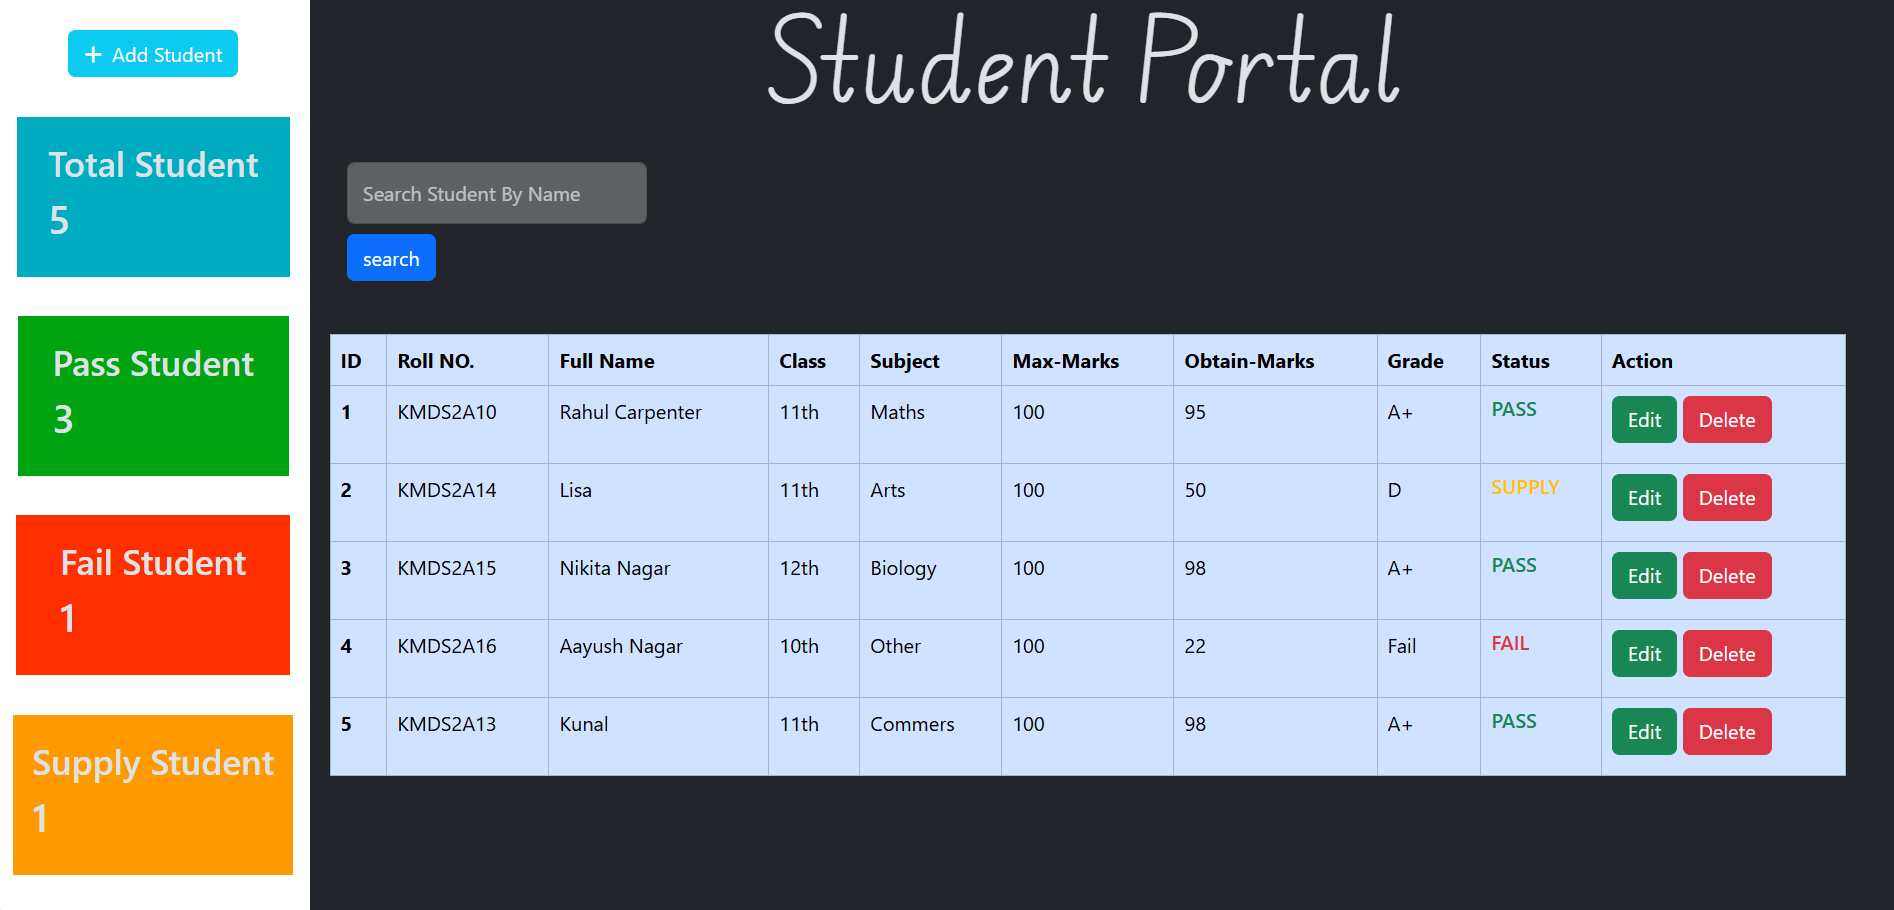 + Add Student
Total Student
5
Pass Student
3
Fail Student
1
Supply Student
1
Student Portal
Search Student By Name
search
ID Roll NO. Full Name Class Subject Max-Marks Obtain-Marks Grade Status Action
1 KMDS2A10 Rahul Carpenter 11th Maths 100 95 A+ PASS Edit Delete
2 KMDS2A14 Lisa 11th Arts 100 50 D SUPPLY Edit Delete
3 KMDS2A15 Nikita Nagar 12th Biology 100 98 A+ PASS Edit Delete
4 KMDS2A16 Aayush Nagar 10th Other 100 22 Fail FAIL Edit Delete
5 KMDS2A13 Kunal 11th Commers 100 98 A+ PASS Edit Delete